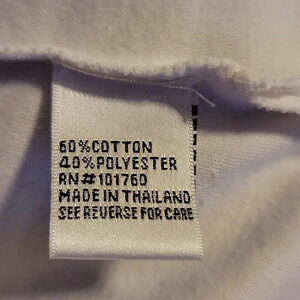 60%COTTON
40%POLYESTER
RN#101760
MADE IN THAILAND
SEE REVERSE FOR CARE